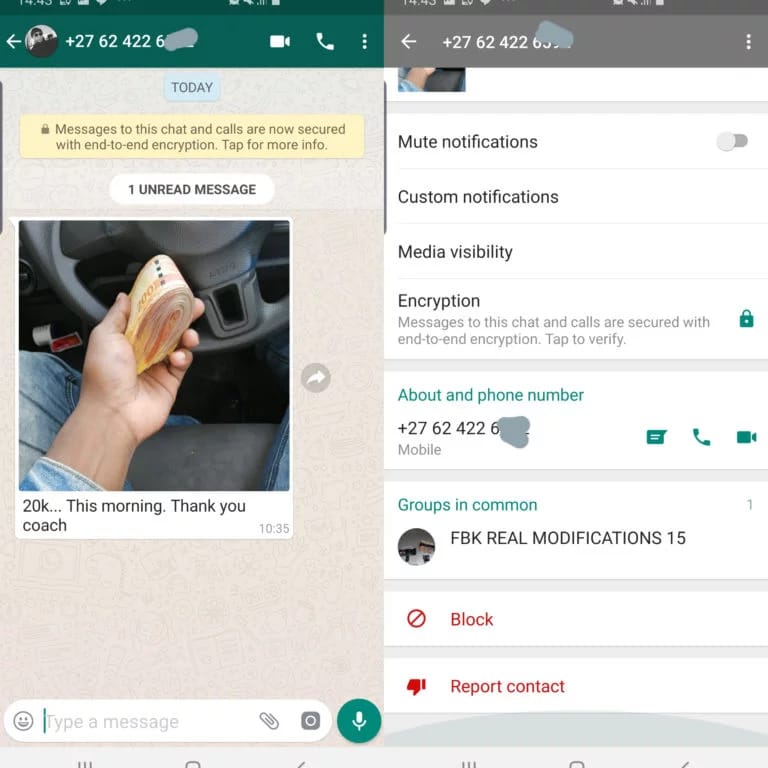 14:43
+27 62 422 6
TODAY
Messages to this chat and calls are now secured
with end-to-end encryption. Tap for more info.
1 UNREAD MESSAGE
20k... This morning. Thank you
coach
10:35
Type a message
14:43
+27 62 422 6
Mute notifications
Custom notifications
Media visibility
Encryption
Messages to this chat and calls are secured with
end-to-end encryption. Tap to verify.
About and phone number
+27 62 422 6
Mobile
Groups in common
1
FBK REAL MODIFICATIONS 15
Block
Report contact